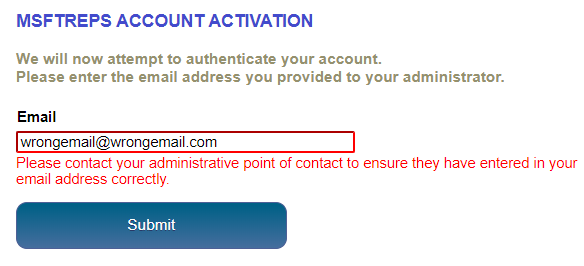 MSFTREPS ACCOUNT ACTIVATION
We will now attempt to authenticate your account.
Please enter the email address you provided to your administrator.
Email
wrongemail@wrongemail.com
Please contact your administrative point of contact to ensure they have entered in your
email address correctly.
Submit